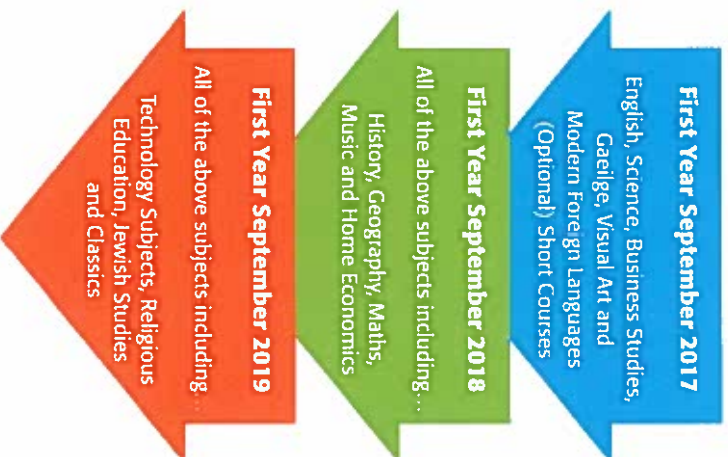 First Year September 2017
English, Science, Business Studies,
Gaeilge, Visual Art and
Modern Foreign Languages
(Optional) Short Courses
First Year September 2018
All of the above subjects including...
History, Geography, Maths,
Music and Home Economics
First Year September 2019
All of the above subjects including...
Technology Subjects, Religious
Education, Jewish Studies
and Classics